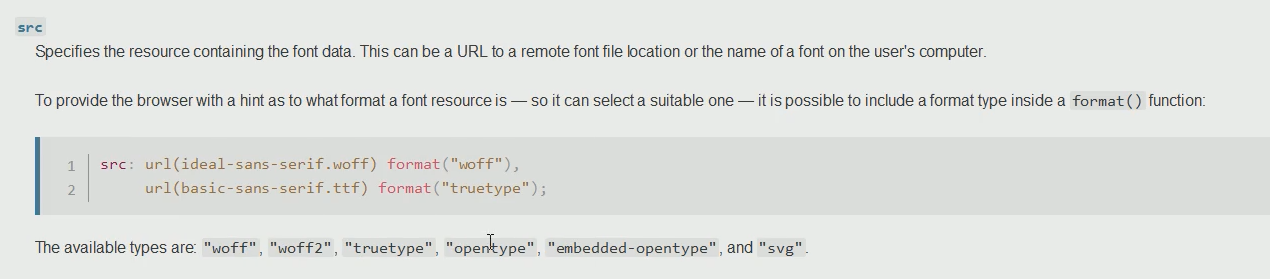 src
Specifies the resource containing the font data. This can be a URL to a remote font file location or the name of a font on the user's computer.
To provide the browser with a hint as to what format a font resource is — so it can select a suitable one — it is possible to include a format type inside a format() function:
1 src: url(ideal-sans-serif.woff) format("woff"),
2 url(basic-sans-serif.ttf) format("truetype");
The available types are: "woff", "woff2", "truetype", "opentype", "embedded-opentype", and "svg".